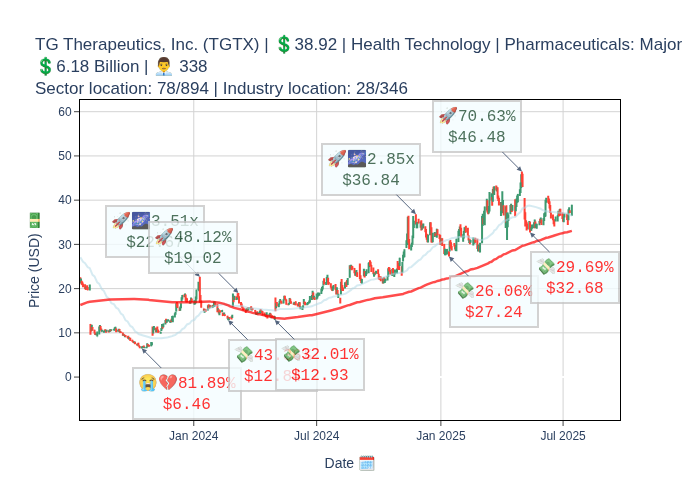 TG Therapeutics, Inc. (TGTX) | 💲38.92 | Health Technology | Pharmaceuticals: Major
💲6.18 Billion | 👨‍💼 338
Sector location: 78/894 | Industry location: 28/346
🚀70.63%
$46.48
🚀🌌2.85x
$36.84
🚀🌌3.51x
🚀48.12%
$19.02
💸29.69%
$32.68
💸26.06%
$27.24
💸32.01%
$12.93
😭💔81.89%
$6.46
60
50
40
30
20
10
0
Price (USD) 💵
Jan 2024
Jul 2024
Jan 2025
Jul 2025
Date 🗓️